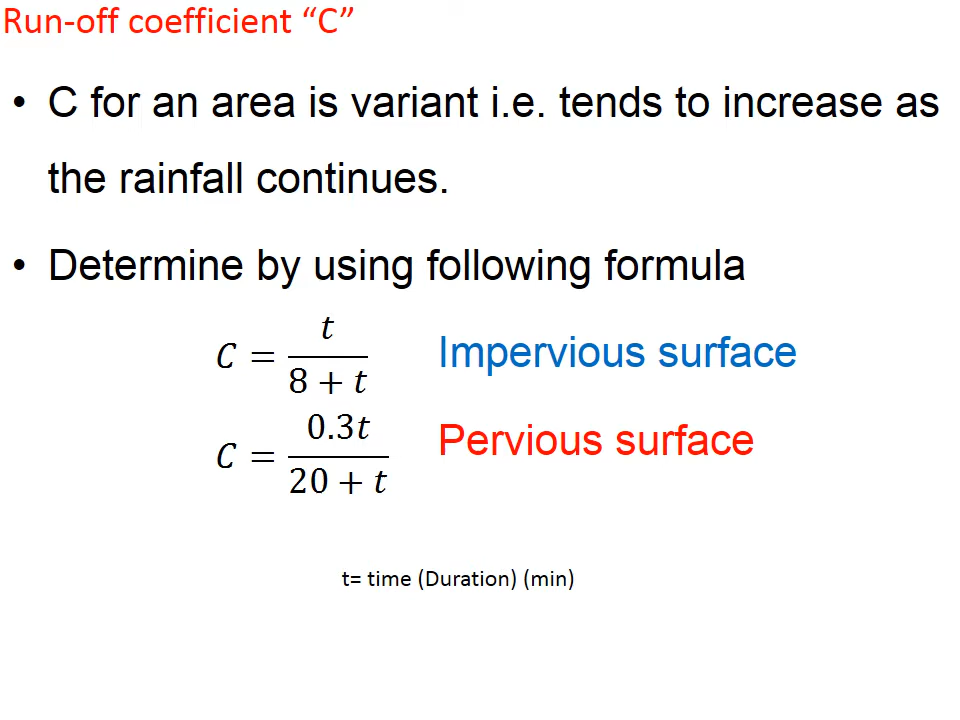 Run-off coefficient “C”
• C for an area is variant i.e. tends to increase as
the rainfall continues.
• Determine by using following formula
C = t / (8 + t) Impervious surface
C = 0.3t / (20 + t) Pervious surface
t= time (Duration) (min)